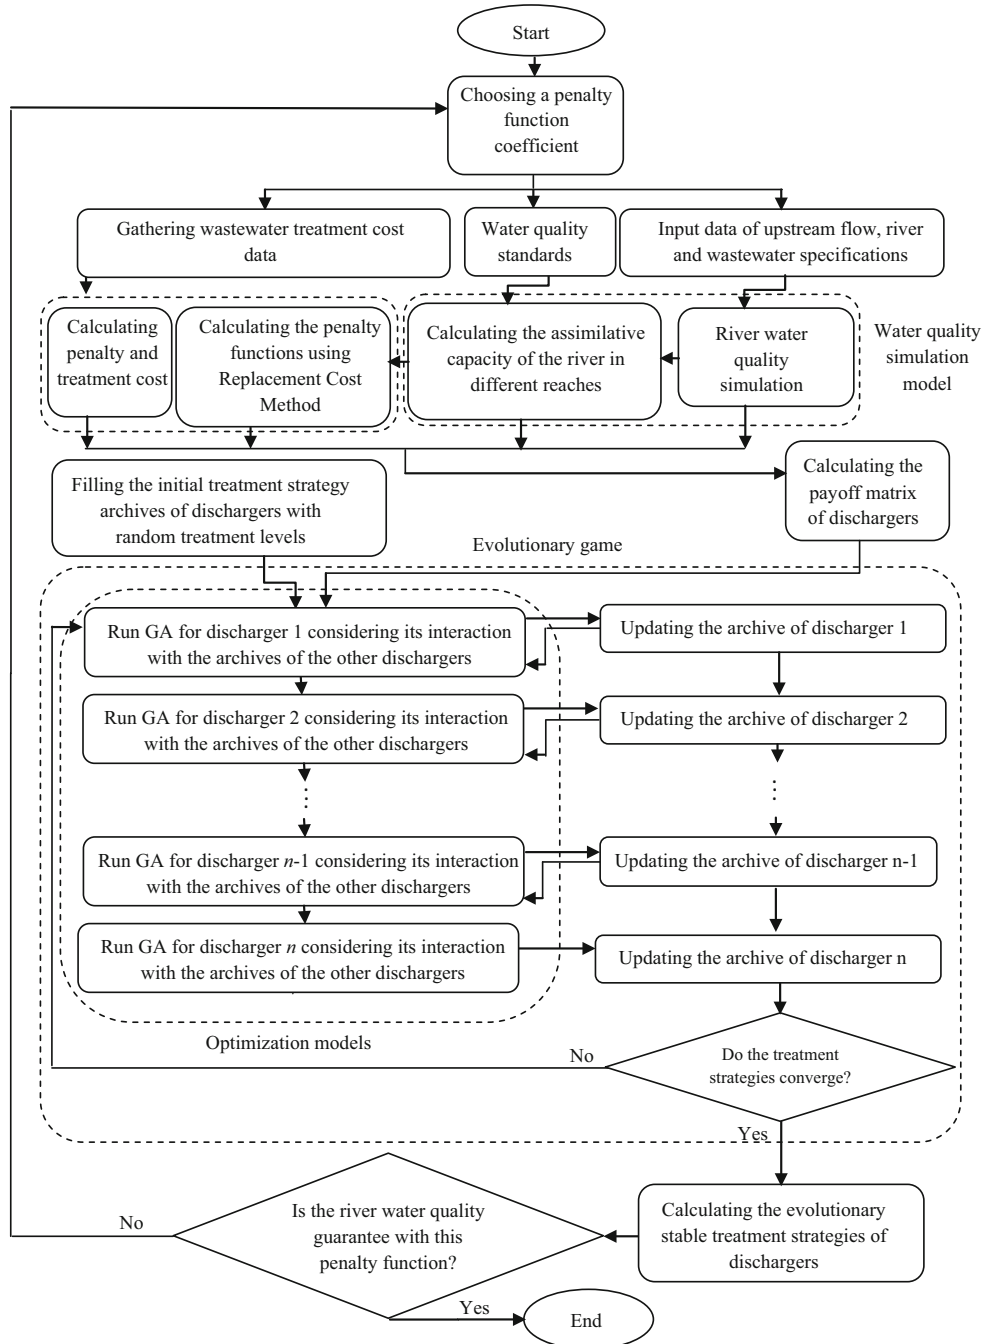 Start
Choosing a penalty
function
coefficient
Gathering wastewater treatment cost
data
Water quality
standards
Input data of upstream flow, river
and wastewater specifications
Calculating
penalty and
treatment cost
Calculating the penalty
functions using
Replacement Cost
Method
Calculating the assimilative
capacity of the river in
different reaches
River water
quality
simulation
Water quality
simulation
model
Filling the initial treatment strategy
archives of dischargers with
random treatment levels
Calculating the
payoff matrix
of dischargers
Evolutionary game
Run GA for discharger 1 considering its interaction
with the archives of the other dischargers
Updating the archive of discharger 1
Run GA for discharger 2 considering its interaction
with the archives of the other dischargers
Updating the archive of discharger 2
Run GA for discharger n-1 considering its interaction
with the archives of the other dischargers
Updating the archive of discharger n-1
Run GA for discharger n considering its interaction
with the archives of the other dischargers
Updating the archive of discharger n
Optimization models
No
Do the treatment
strategies converge?
Yes
Calculating the evolutionary
stable treatment strategies of
dischargers
Is the river water quality
guarantee with this
penalty function?
No
Yes
End